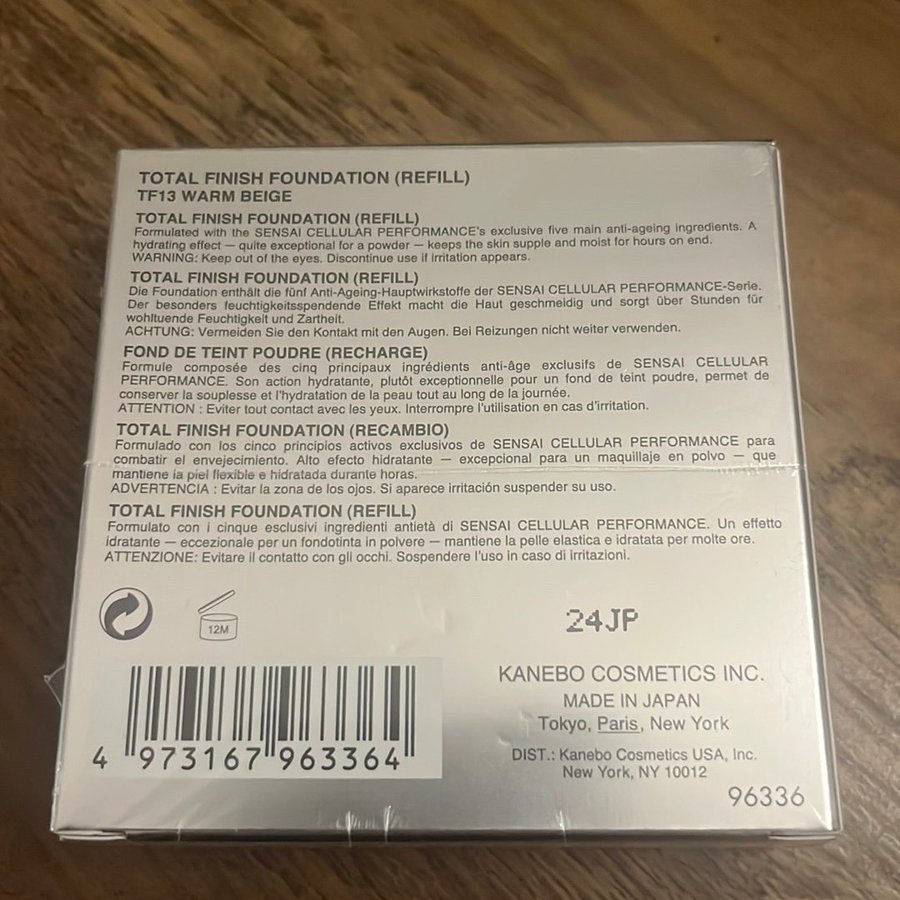 TOTAL FINISH FOUNDATION (REFILL)
TF13 WARM BEIGE
TOTAL FINISH FOUNDATION (REFILL)
Formulated with the SENSAI CELLULAR PERFORMANCE's exclusive five main anti-ageing ingredients. A
hydrating effect — quite exceptional for a powder — keeps the skin supple and moist for hours on end.
WARNING: Keep out of the eyes. Discontinue use if irritation appears.
TOTAL FINISH FOUNDATION (REFILL)
Die Foundation enthält die fünf Anti-Ageing-Hauptwirkstoffe der SENSAI CELLULAR PERFORMANCE-Serie.
Der besonders feuchtigkeitsspendende Effekt macht die Haut geschmeidig und sorgt über Stunden für
wohltuende Feuchtigkeit und Zartheit.
ACHTUNG: Vermeiden Sie den Kontakt mit den Augen. Bei Reizungen nicht weiter verwenden.
FOND DE TEINT POUDRE (RECHARGE)
Formule composée des cinq principaux ingrédients anti-âge exclusifs de SENSAI CELLULAR
PERFORMANCE. Son action hydratante, plutôt exceptionnelle pour un fond de teint poudre, permet de
conserver la souplesse et l'hydratation de la peau tout au long de la journée.
ATTENTION : Eviter tout contact avec les yeux. Interrompre l'utilisation en cas d'irritation.
TOTAL FINISH FOUNDATION (RECAMBIO)
Formulado con los cinco principios activos exclusivos de SENSAI CELLULAR PERFORMANCE para
combatir el envejecimiento. Alto efecto hidratante — excepcional para un maquillaje en polvo — que
mantiene la piel flexible e hidratada durante horas.
ADVERTENCIA : Evitar la zona de los ojos. Si aparece irritación suspender su uso.
TOTAL FINISH FOUNDATION (REFILL)
Formulato con i cinque esclusivi ingredienti antietà di SENSAI CELLULAR PERFORMANCE. Un effetto
idratante — eccezionale per un fondotinta in polvere — mantiene la pelle elastica e idratata per molte ore.
ATTENZIONE: Evitare il contatto con gli occhi. Sospendere l'uso in caso di irritazioni.
12M
24JP
KANEBO COSMETICS INC.
MADE IN JAPAN
Tokyo, Paris, New York
DIST.: Kanebo Cosmetics USA, Inc.
New York, NY 10012
4 973167 963364
96336